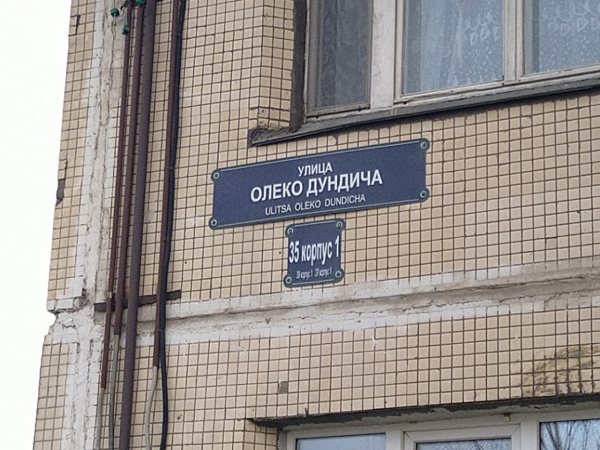 УЛИЦА
ОЛЕКО ДУНДИЧА
ULITSA OLEKO DUNDICHA
35 корпус 1